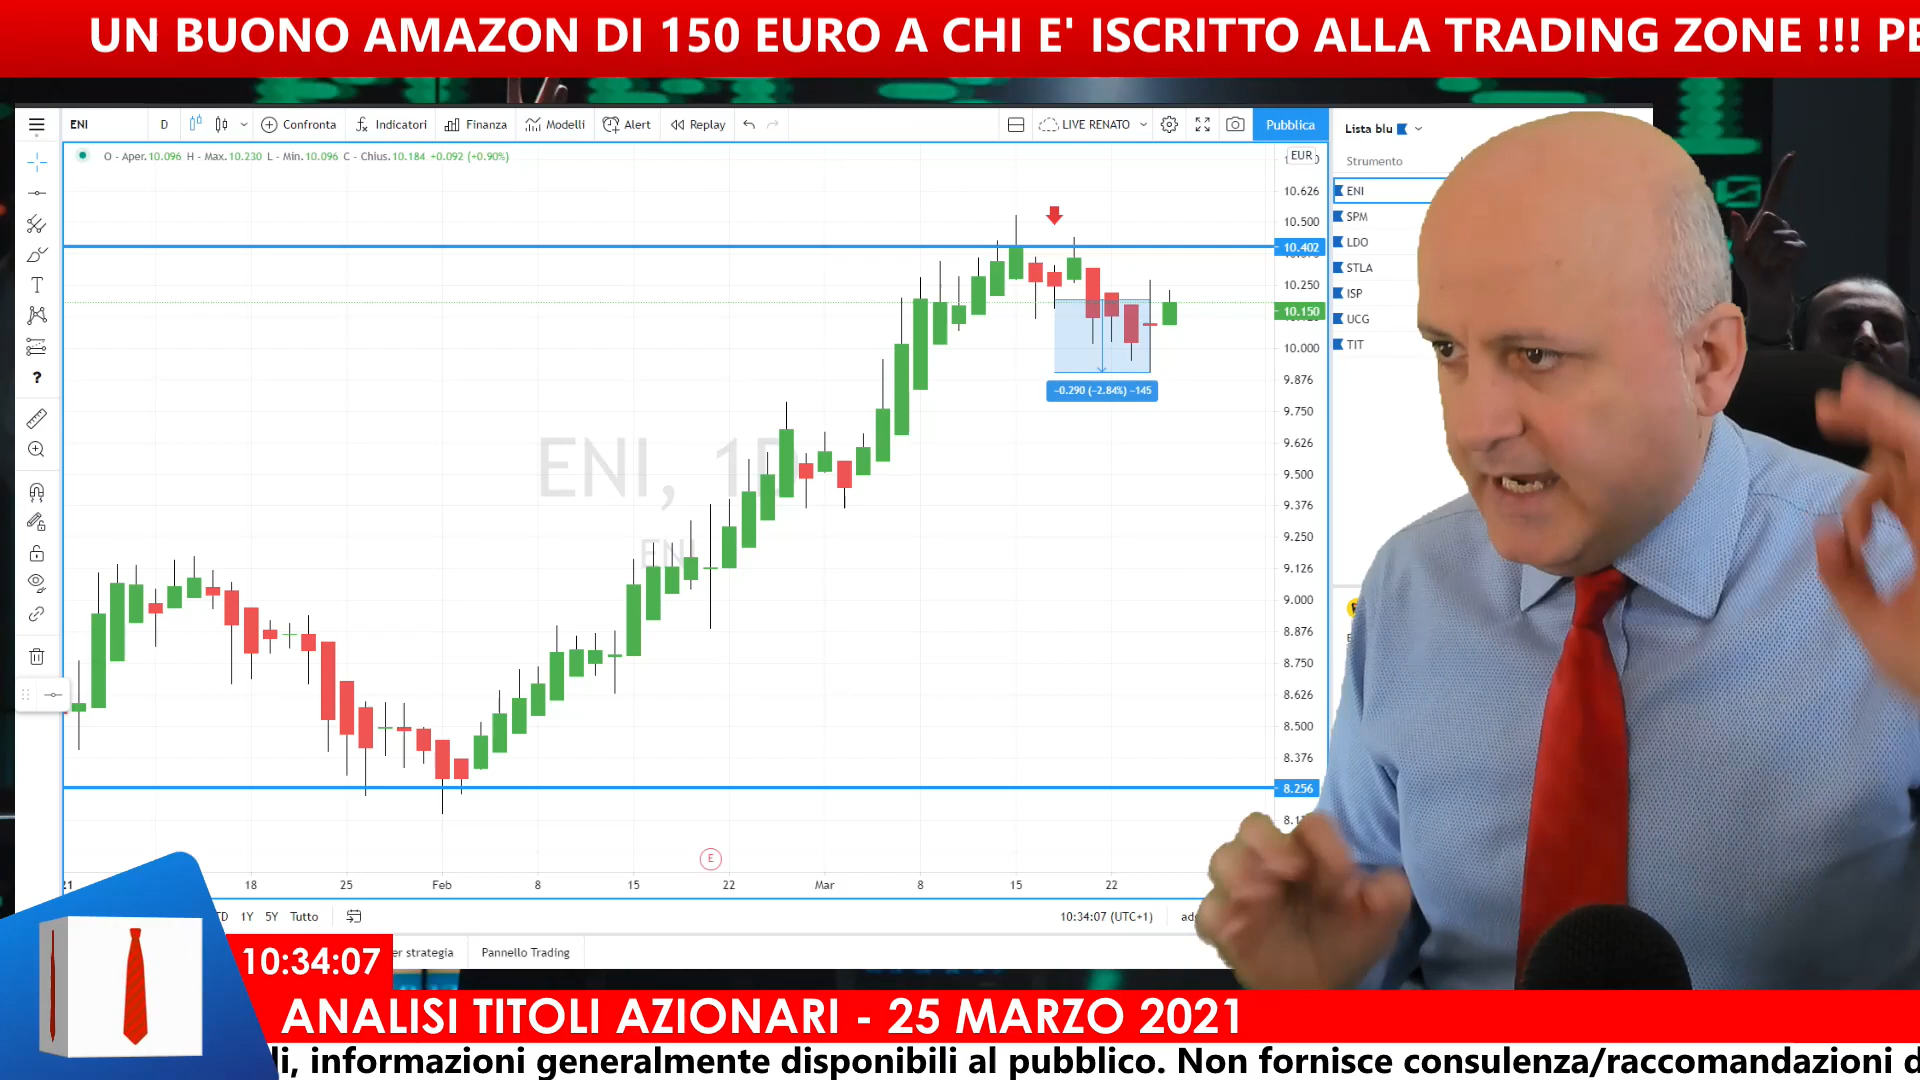 UN BUONO AMAZON DI 150 EURO A CHI E' ISCRITTO ALLA TRADING ZONE !!! PE
ENI D Confronta Indicatori Finanza Modelli Alert Replay LIVE RENATO Pubblica
O - Aper.10.096 H - Max.10.230 L - Min.10.096 C - Chius.10.184 +0.092 (+0.90%)
EUR
10.626
10.500
10.402
10.250
10.150
10.000
9.876
9.750
9.626
9.500
9.376
9.250
9.126
9.000
8.876
8.750
8.626
8.500
8.376
8.256
−0.290 (−2.84%) −145
ENI, 1D
ENI
E
Lista blu
Strumento
ENI
SPM
LDO
STLA
ISP
UCG
TIT
21 18 25 Feb 8 15 22 Mar 8 15 22
1Y 5Y Tutto 10:34:07 (UTC+1)
er strategia Pannello Trading
10:34:07
ANALISI TITOLI AZIONARI - 25 MARZO 2021
li, informazioni generalmente disponibili al pubblico. Non fornisce consulenza/raccomandazioni d